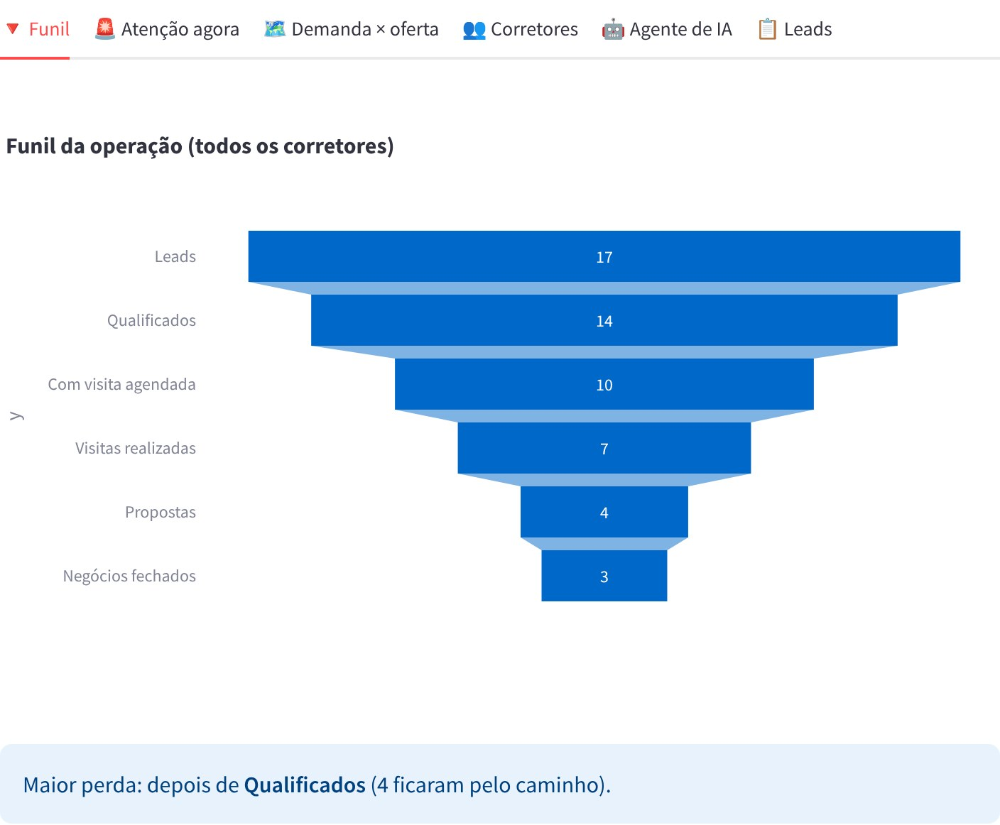 Funil
Atenção agora
Demanda × oferta
Corretores
Agente de IA
Leads
Funil da operação (todos os corretores)
Leads
17
Qualificados
14
Com visita agendada
10
y
Visitas realizadas
7
Propostas
4
Negócios fechados
3
Maior perda: depois de Qualificados (4 ficaram pelo caminho).